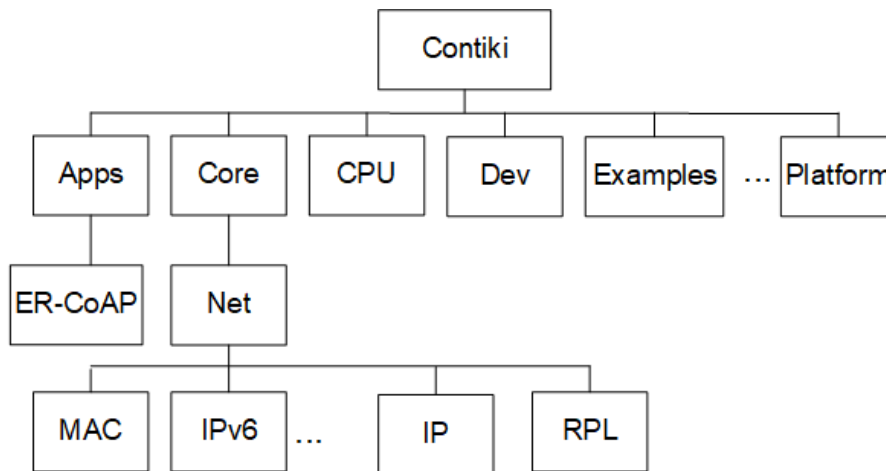 Contiki
Apps
Core
CPU
Dev
Examples
...
Platform
ER-CoAP
Net
MAC
IPv6
...
IP
RPL